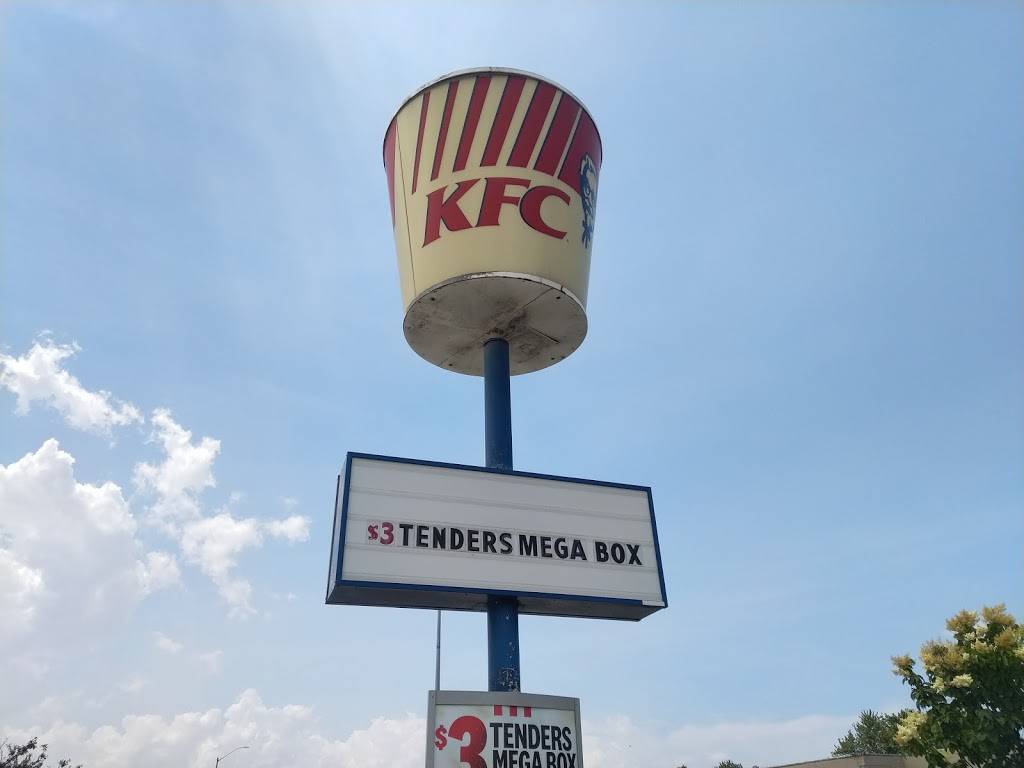 KFC
$3 TENDERS MEGA BOX
$3 TENDERS
MEGA BOX